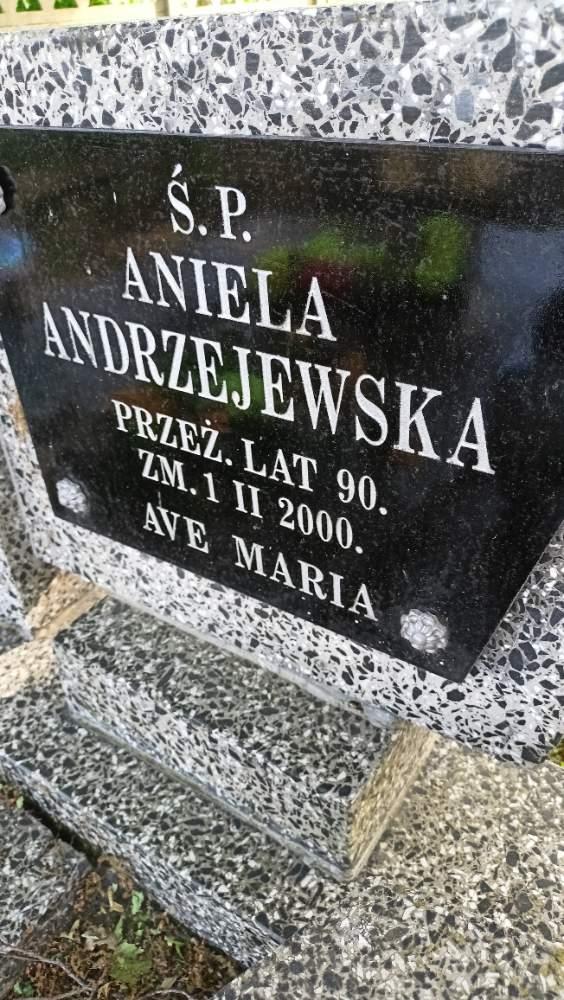 Ś.P.
ANIELA
ANDRZEJEWSKA
PRZEŻ. LAT 90.
ZM. 1 II 2000.
AVE MARIA